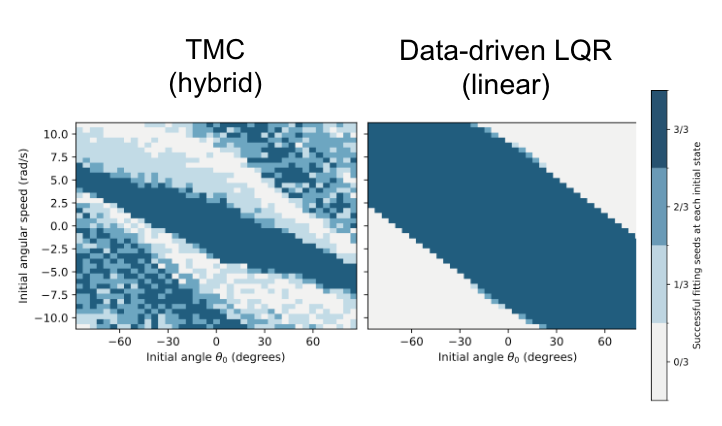 TMC
(hybrid)
Data-driven LQR
(linear)
10.0
7.5
5.0
2.5
0.0
−2.5
−5.0
−7.5
−10.0
Initial angular speed (rad/s)
−60
−30
0
30
60
Initial angle θ₀ (degrees)
−60
−30
0
30
60
Initial angle θ₀ (degrees)
3/3
2/3
1/3
0/3
Successful fitting seeds at each initial state